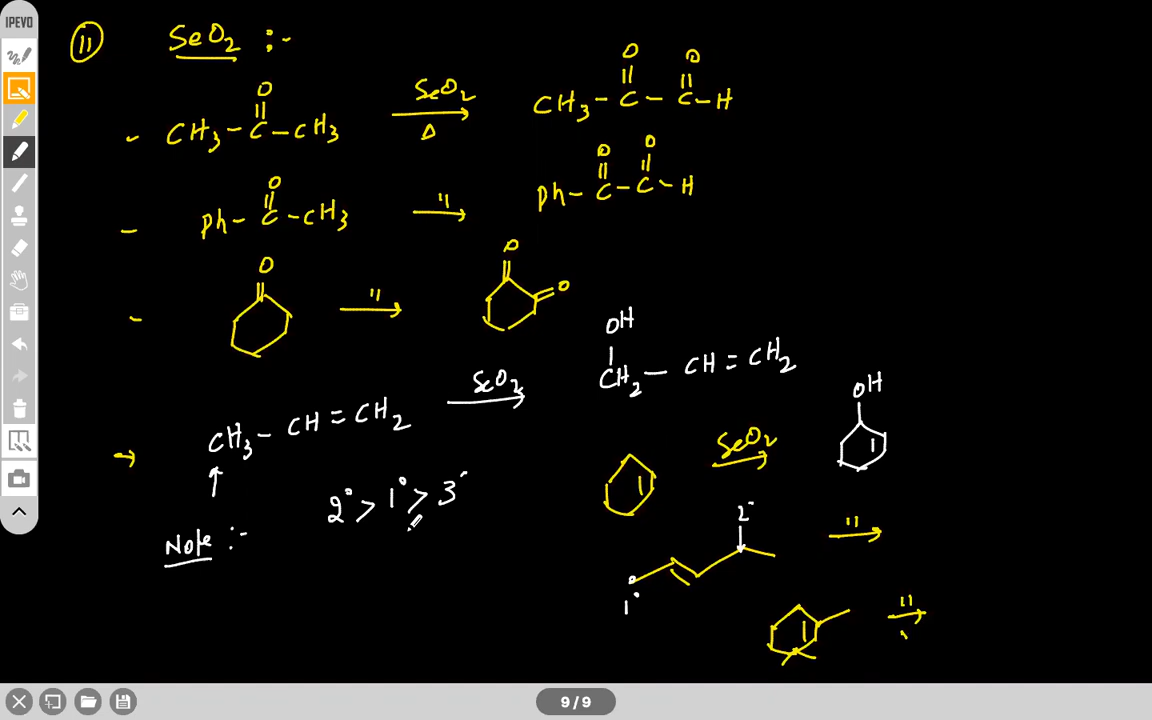 IPEVO
11 SeO2 :-
- CH3-C(=O)-CH3 SeO2 Δ CH3-C(=O)-C(=O)-H
- Ph-C(=O)-CH3 " Ph-C(=O)-C(=O)-H
- O " O O
→ CH3-CH=CH2 SeO2 OH CH2-CH=CH2
SeO2 OH
Note :- 2° > 1° > 3°
1° 2° "
"
9/9